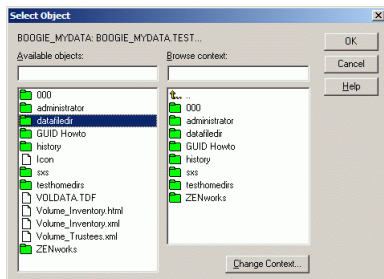 Select Object
BOOGIE_MYDATA: BOOGIE_MYDATA.TEST...
Available objects:
Browse context:
OK
Cancel
Help
000
administrator
datafiledir
GUID Howto
history
Icon
sxs
testhomedirs
VOLDATA.TDF
Volume_Inventory.html
Volume_Inventory.xml
Volume_Trustees.xml
ZENworks
..
000
administrator
datafiledir
GUID Howto
history
sxs
testhomedirs
ZENworks
Change Context...